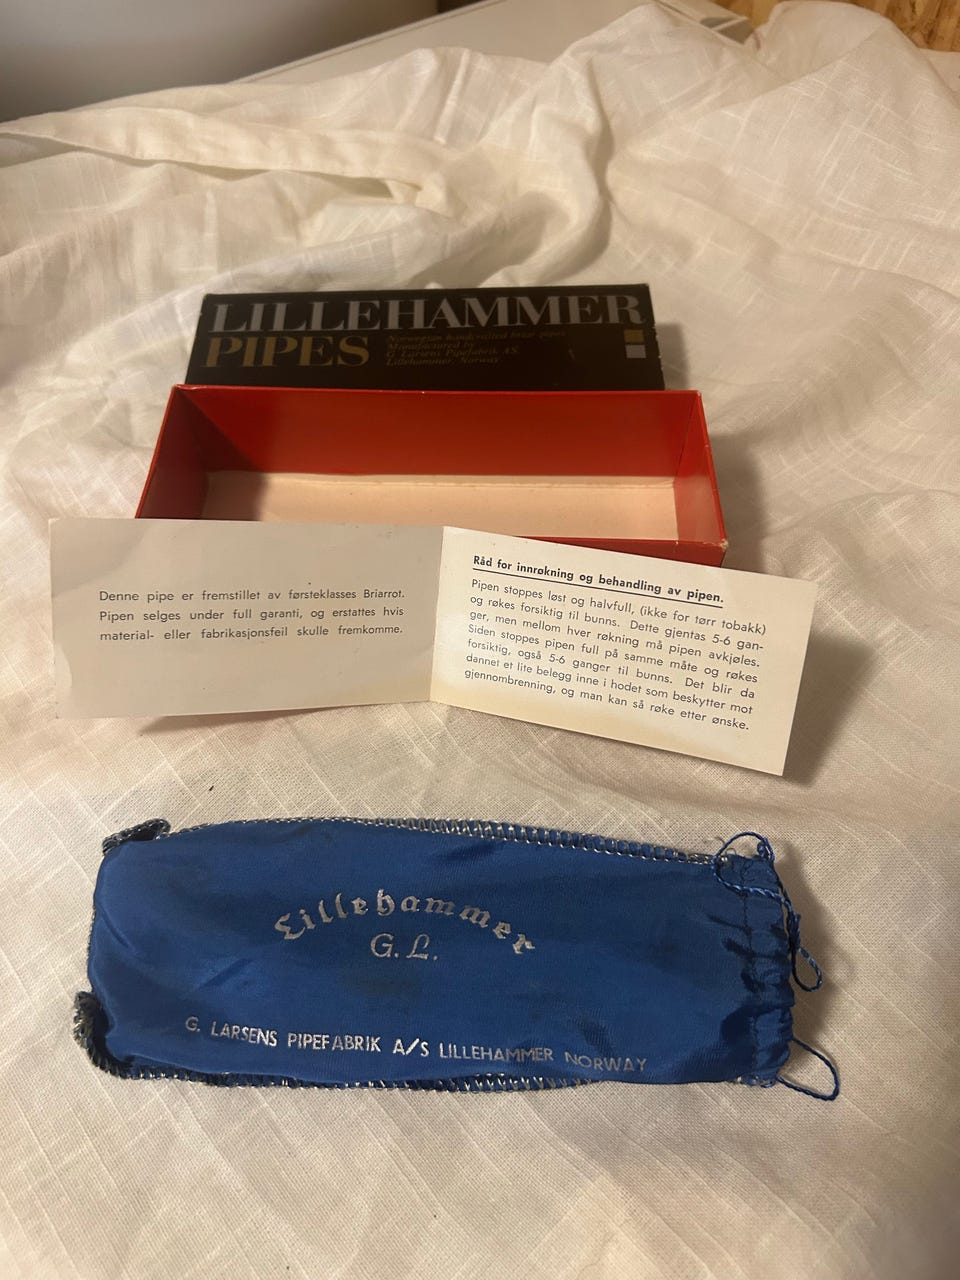 LILLEHAMMER
PIPES
Norwegian handcrafted briar pipes
Manufactured by
G. Larsens Pipefabrik A/S.
Lillehammer, Norway
Denne pipe er fremstillet av førsteklasses Briarrot.
Pipen selges under full garanti, og erstattes hvis
material- eller fabrikasjonsfeil skulle fremkomme.
Råd for innrøkning og behandling av pipen.
Pipen stoppes løst og halvfull, (ikke for tørr tobakk)
og røkes forsiktig til bunns. Dette gjentas 5-6 gan-
ger, men mellom hver røkning må pipen avkjøles.
Siden stoppes pipen full på samme måte og røkes
forsiktig, også 5-6 ganger til bunns. Det blir da
dannet et lite belegg inne i hodet som beskytter mot
gjennombrenning, og man kan så røke etter ønske.
Lillehammer
G. L.
G. LARSENS PIPEFABRIK A/S LILLEHAMMER NORWAY